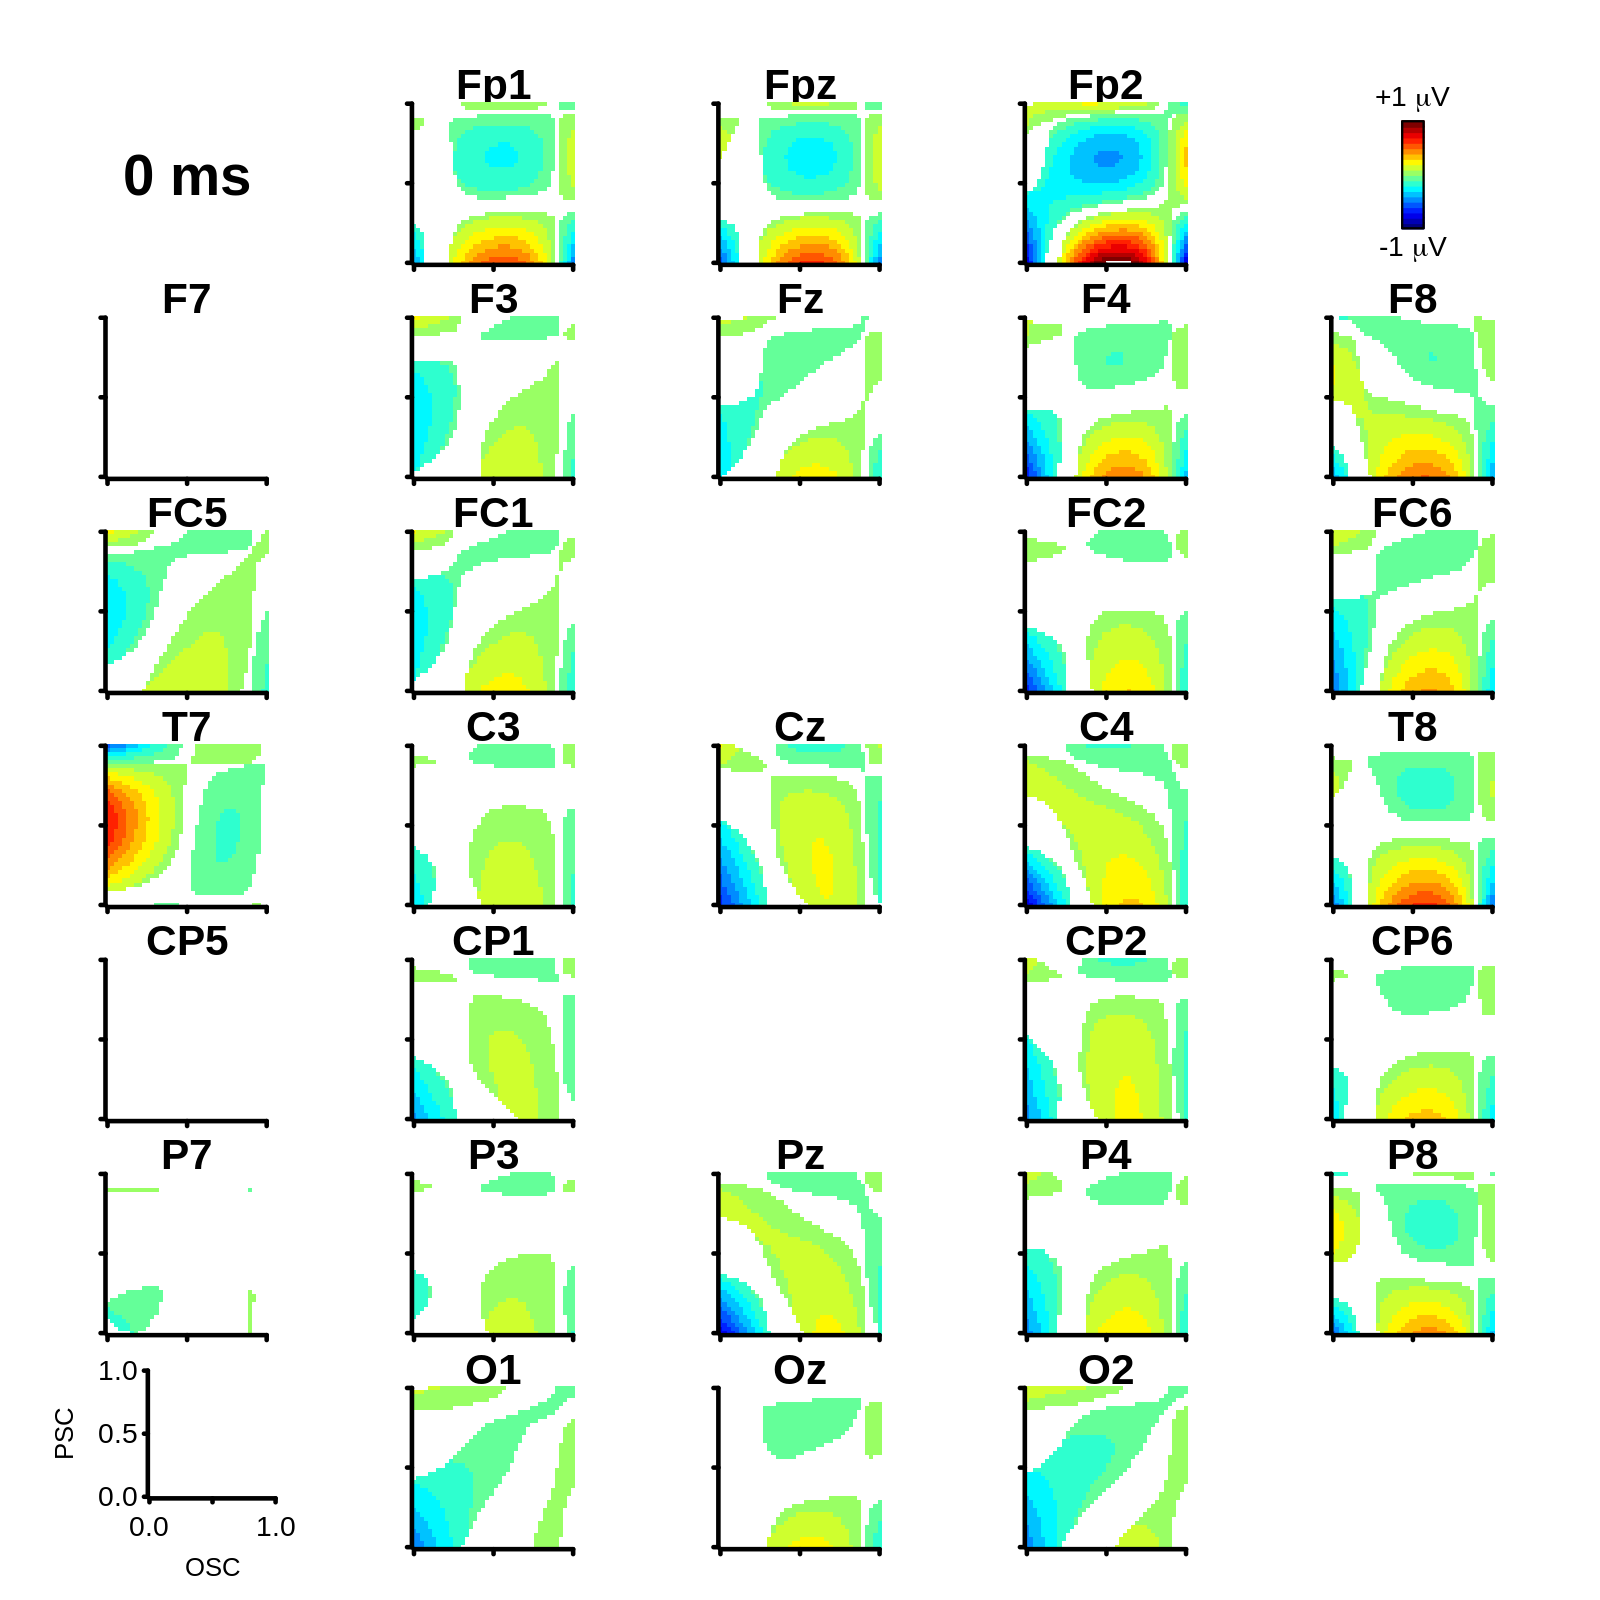 Fp1 Fpz Fp2
+1 µV
0 ms
-1 µV
F7 F3 Fz F4 F8
FC5 FC1 FC2 FC6
T7 C3 Cz C4 T8
CP5 CP1 CP2 CP6
P7 P3 Pz P4 P8
O1 Oz O2
1.0
PSC
0.5
0.0
0.0 1.0
OSC